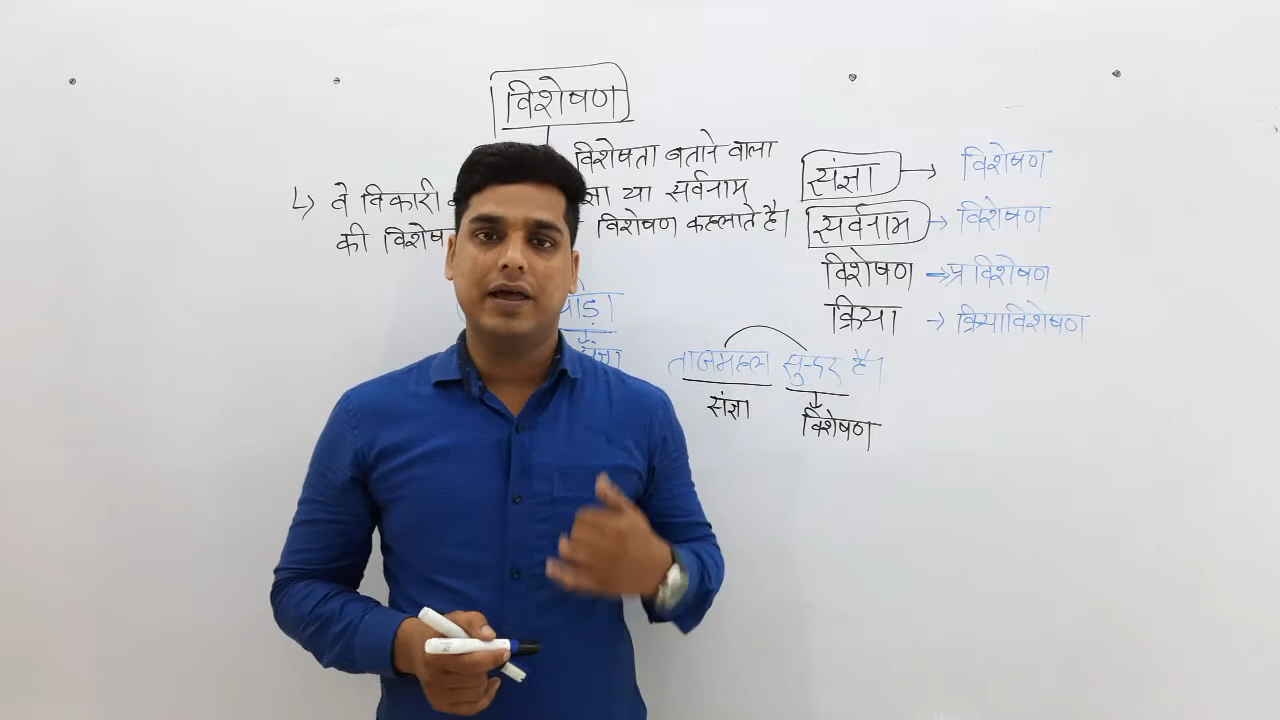 विशेषण
विशेषता बताने वाला
वे विकारी या सर्वनाम
की विशेष विशेषण कहलाते है।
संज्ञा → विशेषण
सर्वनाम → विशेषण
विशेषण → प्रविशेषण
क्रिया → क्रियाविशेषण
ताजमहल सुन्दर है।
संज्ञा विशेषण